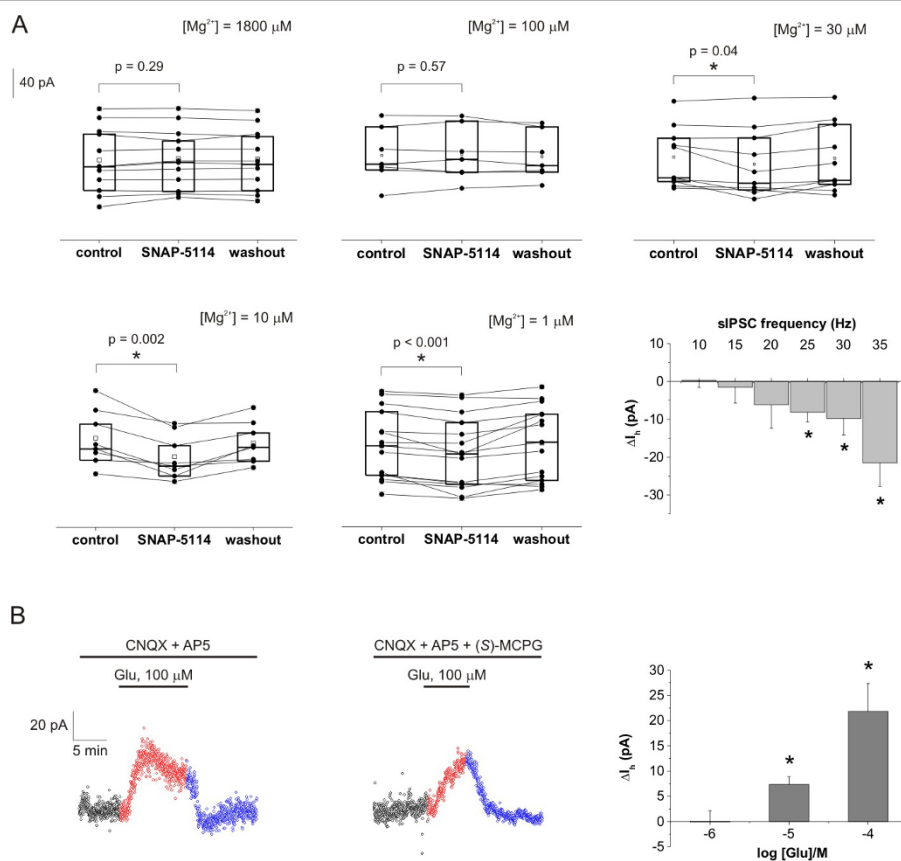 A
[Mg²⁺] = 1800 μM
[Mg²⁺] = 100 μM
[Mg²⁺] = 30 μM
40 pA
p = 0.29
p = 0.57
p = 0.04
*
control SNAP-5114 washout
control SNAP-5114 washout
control SNAP-5114 washout
[Mg²⁺] = 10 μM
[Mg²⁺] = 1 μM
p = 0.002
*
p < 0.001
*
control SNAP-5114 washout
control SNAP-5114 washout
sIPSC frequency (Hz)
10 15 20 25 30 35
10
5
0
-10
-20
-30
ΔIₕ (pA)
* * *
B
CNQX + AP5
Glu, 100 μM
20 pA
5 min
CNQX + AP5 + (S)-MCPG
Glu, 100 μM
30
25
20
15
10
5
0
-5
ΔIₕ (pA)
*
*
-6 -5 -4
log [Glu]/M